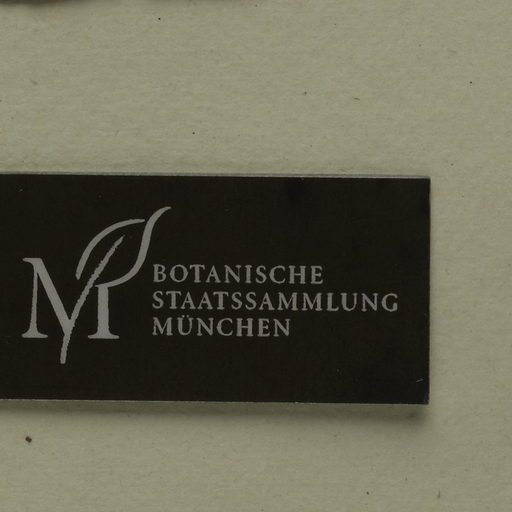 M
BOTANISCHE
STAATSSAMMLUNG
MÜNCHEN